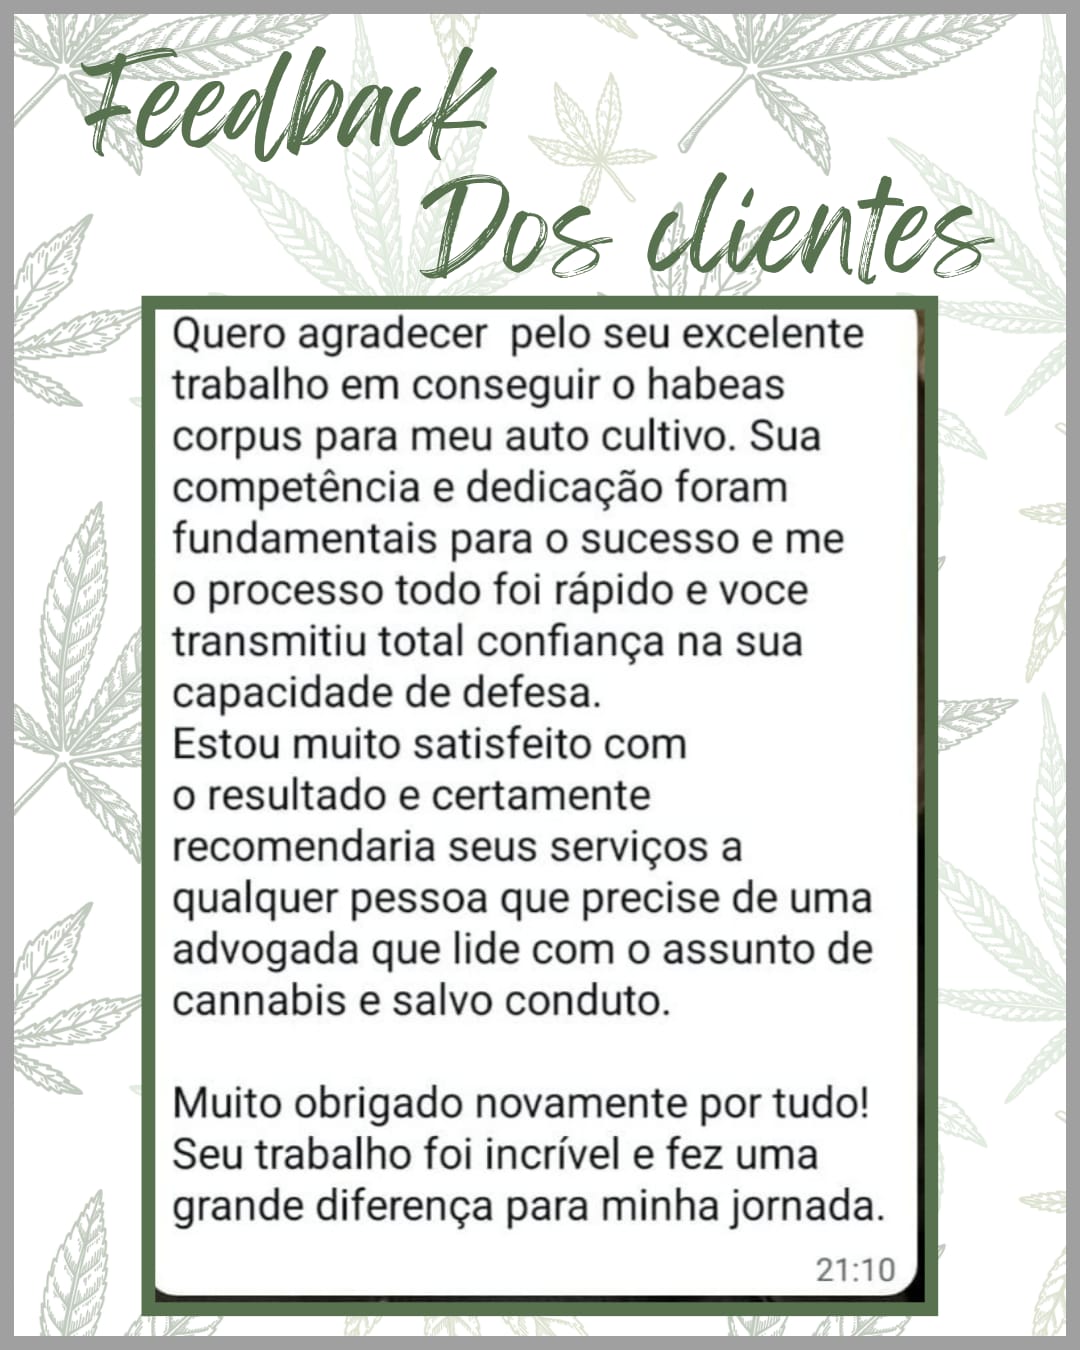 Feedback
Dos clientes
Quero agradecer  pelo seu excelente
trabalho em conseguir o habeas
corpus para meu auto cultivo. Sua
competência e dedicação foram
fundamentais para o sucesso e me
o processo todo foi rápido e voce
transmitiu total confiança na sua
capacidade de defesa.
Estou muito satisfeito com
o resultado e certamente
recomendaria seus serviços a
qualquer pessoa que precise de uma
advogada que lide com o assunto de
cannabis e salvo conduto.

Muito obrigado novamente por tudo!
Seu trabalho foi incrível e fez uma
grande diferença para minha jornada.
21:10